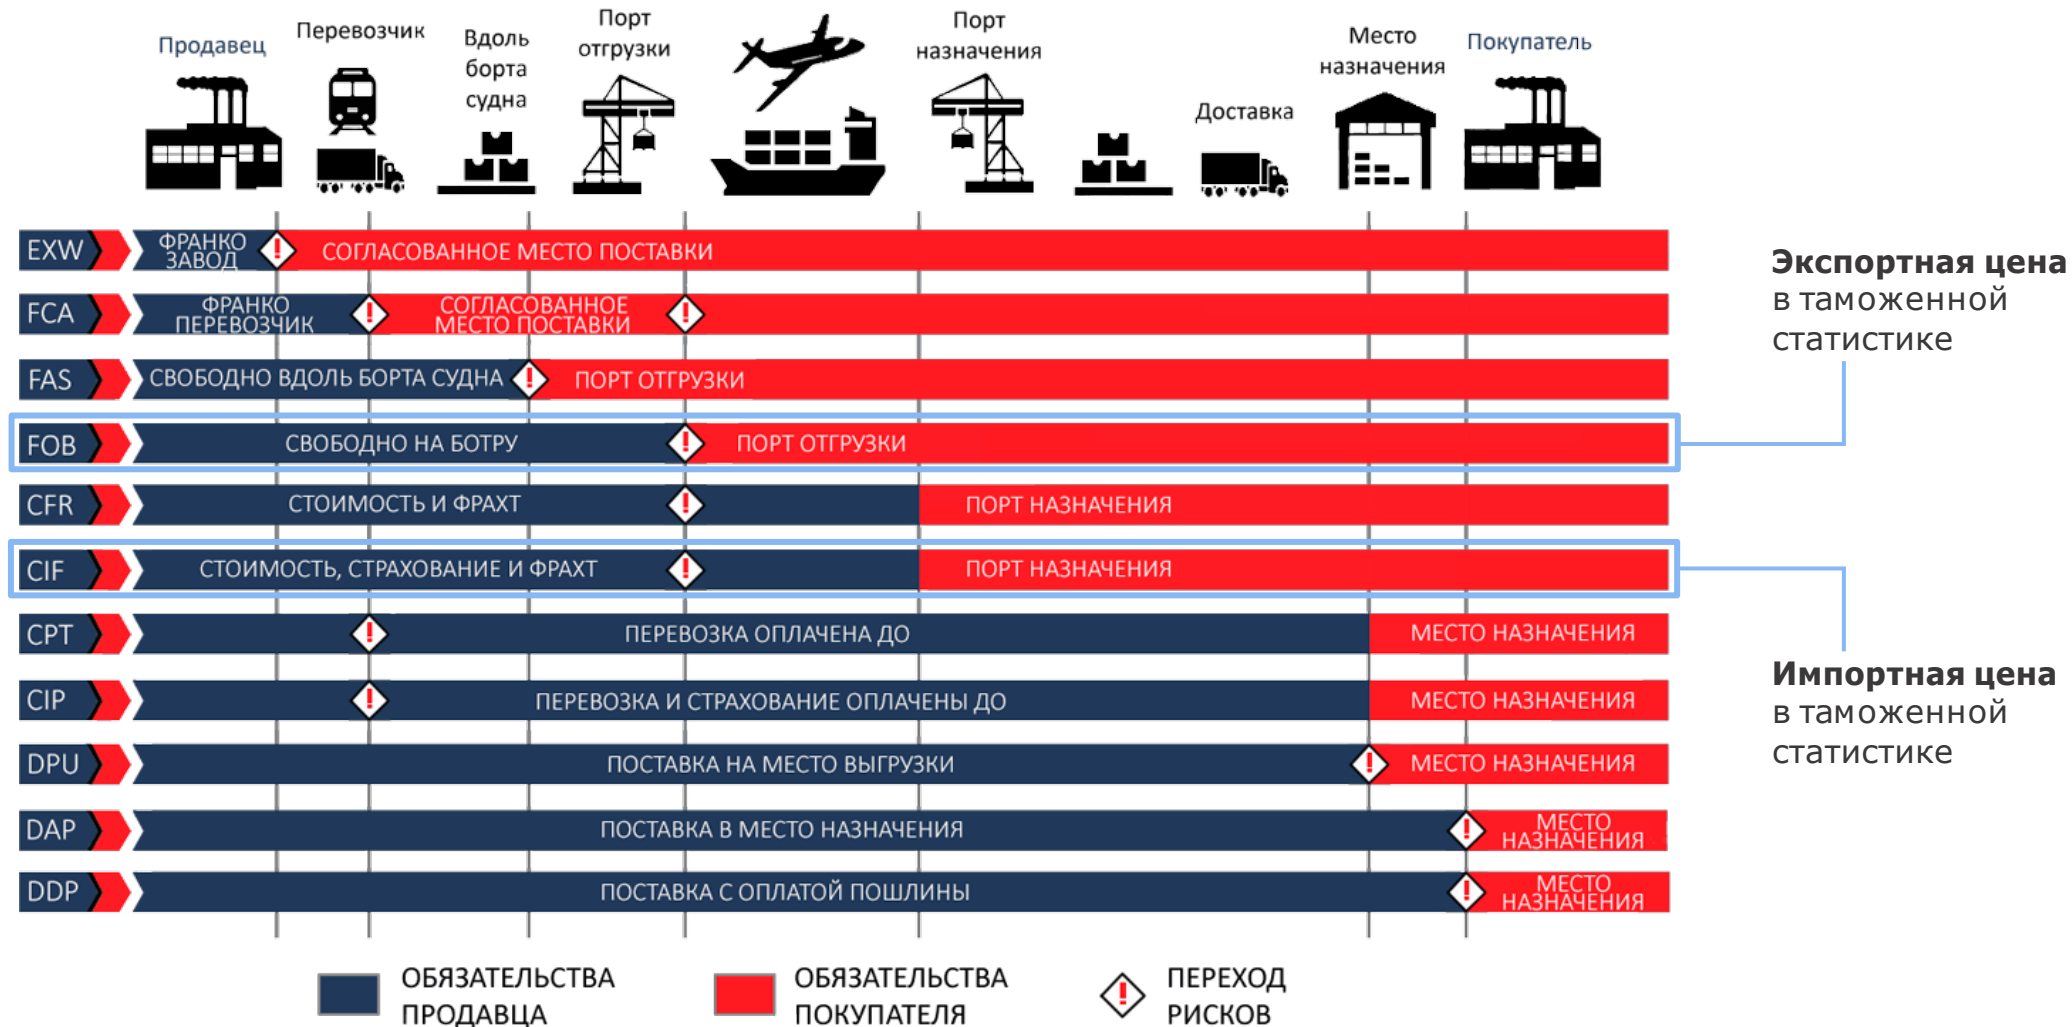 Продавец
Перевозчик
Вдоль
борта
судна
Порт
отгрузки
Порт
назначения
Доставка
Место
назначения
Покупатель
EXW
ФРАНКО
ЗАВОД
СОГЛАСОВАННОЕ МЕСТО ПОСТАВКИ
FCA
ФРАНКО
ПЕРЕВОЗЧИК
СОГЛАСОВАННОЕ
МЕСТО ПОСТАВКИ
FAS
СВОБОДНО ВДОЛЬ БОРТА СУДНА
ПОРТ ОТГРУЗКИ
FOB
СВОБОДНО НА БОТРУ
ПОРТ ОТГРУЗКИ
CFR
СТОИМОСТЬ И ФРАХТ
ПОРТ НАЗНАЧЕНИЯ
CIF
СТОИМОСТЬ, СТРАХОВАНИЕ И ФРАХТ
ПОРТ НАЗНАЧЕНИЯ
CPT
ПЕРЕВОЗКА ОПЛАЧЕНА ДО
МЕСТО НАЗНАЧЕНИЯ
CIP
ПЕРЕВОЗКА И СТРАХОВАНИЕ ОПЛАЧЕНЫ ДО
МЕСТО НАЗНАЧЕНИЯ
DPU
ПОСТАВКА НА МЕСТО ВЫГРУЗКИ
МЕСТО НАЗНАЧЕНИЯ
DAP
ПОСТАВКА В МЕСТО НАЗНАЧЕНИЯ
МЕСТО
НАЗНАЧЕНИЯ
DDP
ПОСТАВКА С ОПЛАТОЙ ПОШЛИНЫ
МЕСТО
НАЗНАЧЕНИЯ
Экспортная цена
в таможенной
статистике
Импортная цена
в таможенной
статистике
ОБЯЗАТЕЛЬСТВА
ПРОДАВЦА
ОБЯЗАТЕЛЬСТВА
ПОКУПАТЕЛЯ
ПЕРЕХОД
РИСКОВ